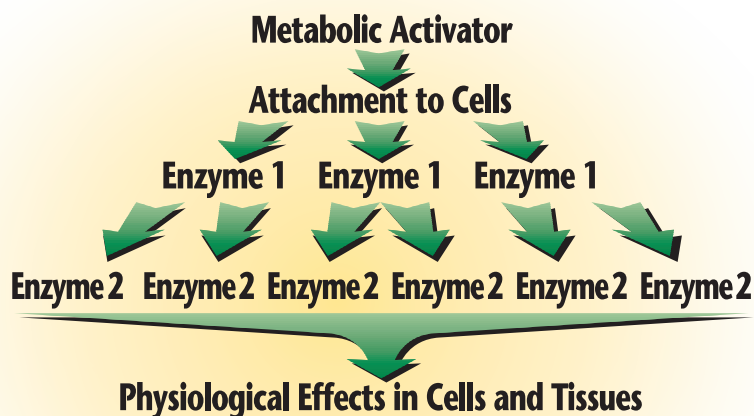 Metabolic Activator
Attachment to Cells
Enzyme 1 Enzyme 1 Enzyme 1
Enzyme 2 Enzyme 2 Enzyme 2 Enzyme 2 Enzyme 2 Enzyme 2
Physiological Effects in Cells and Tissues